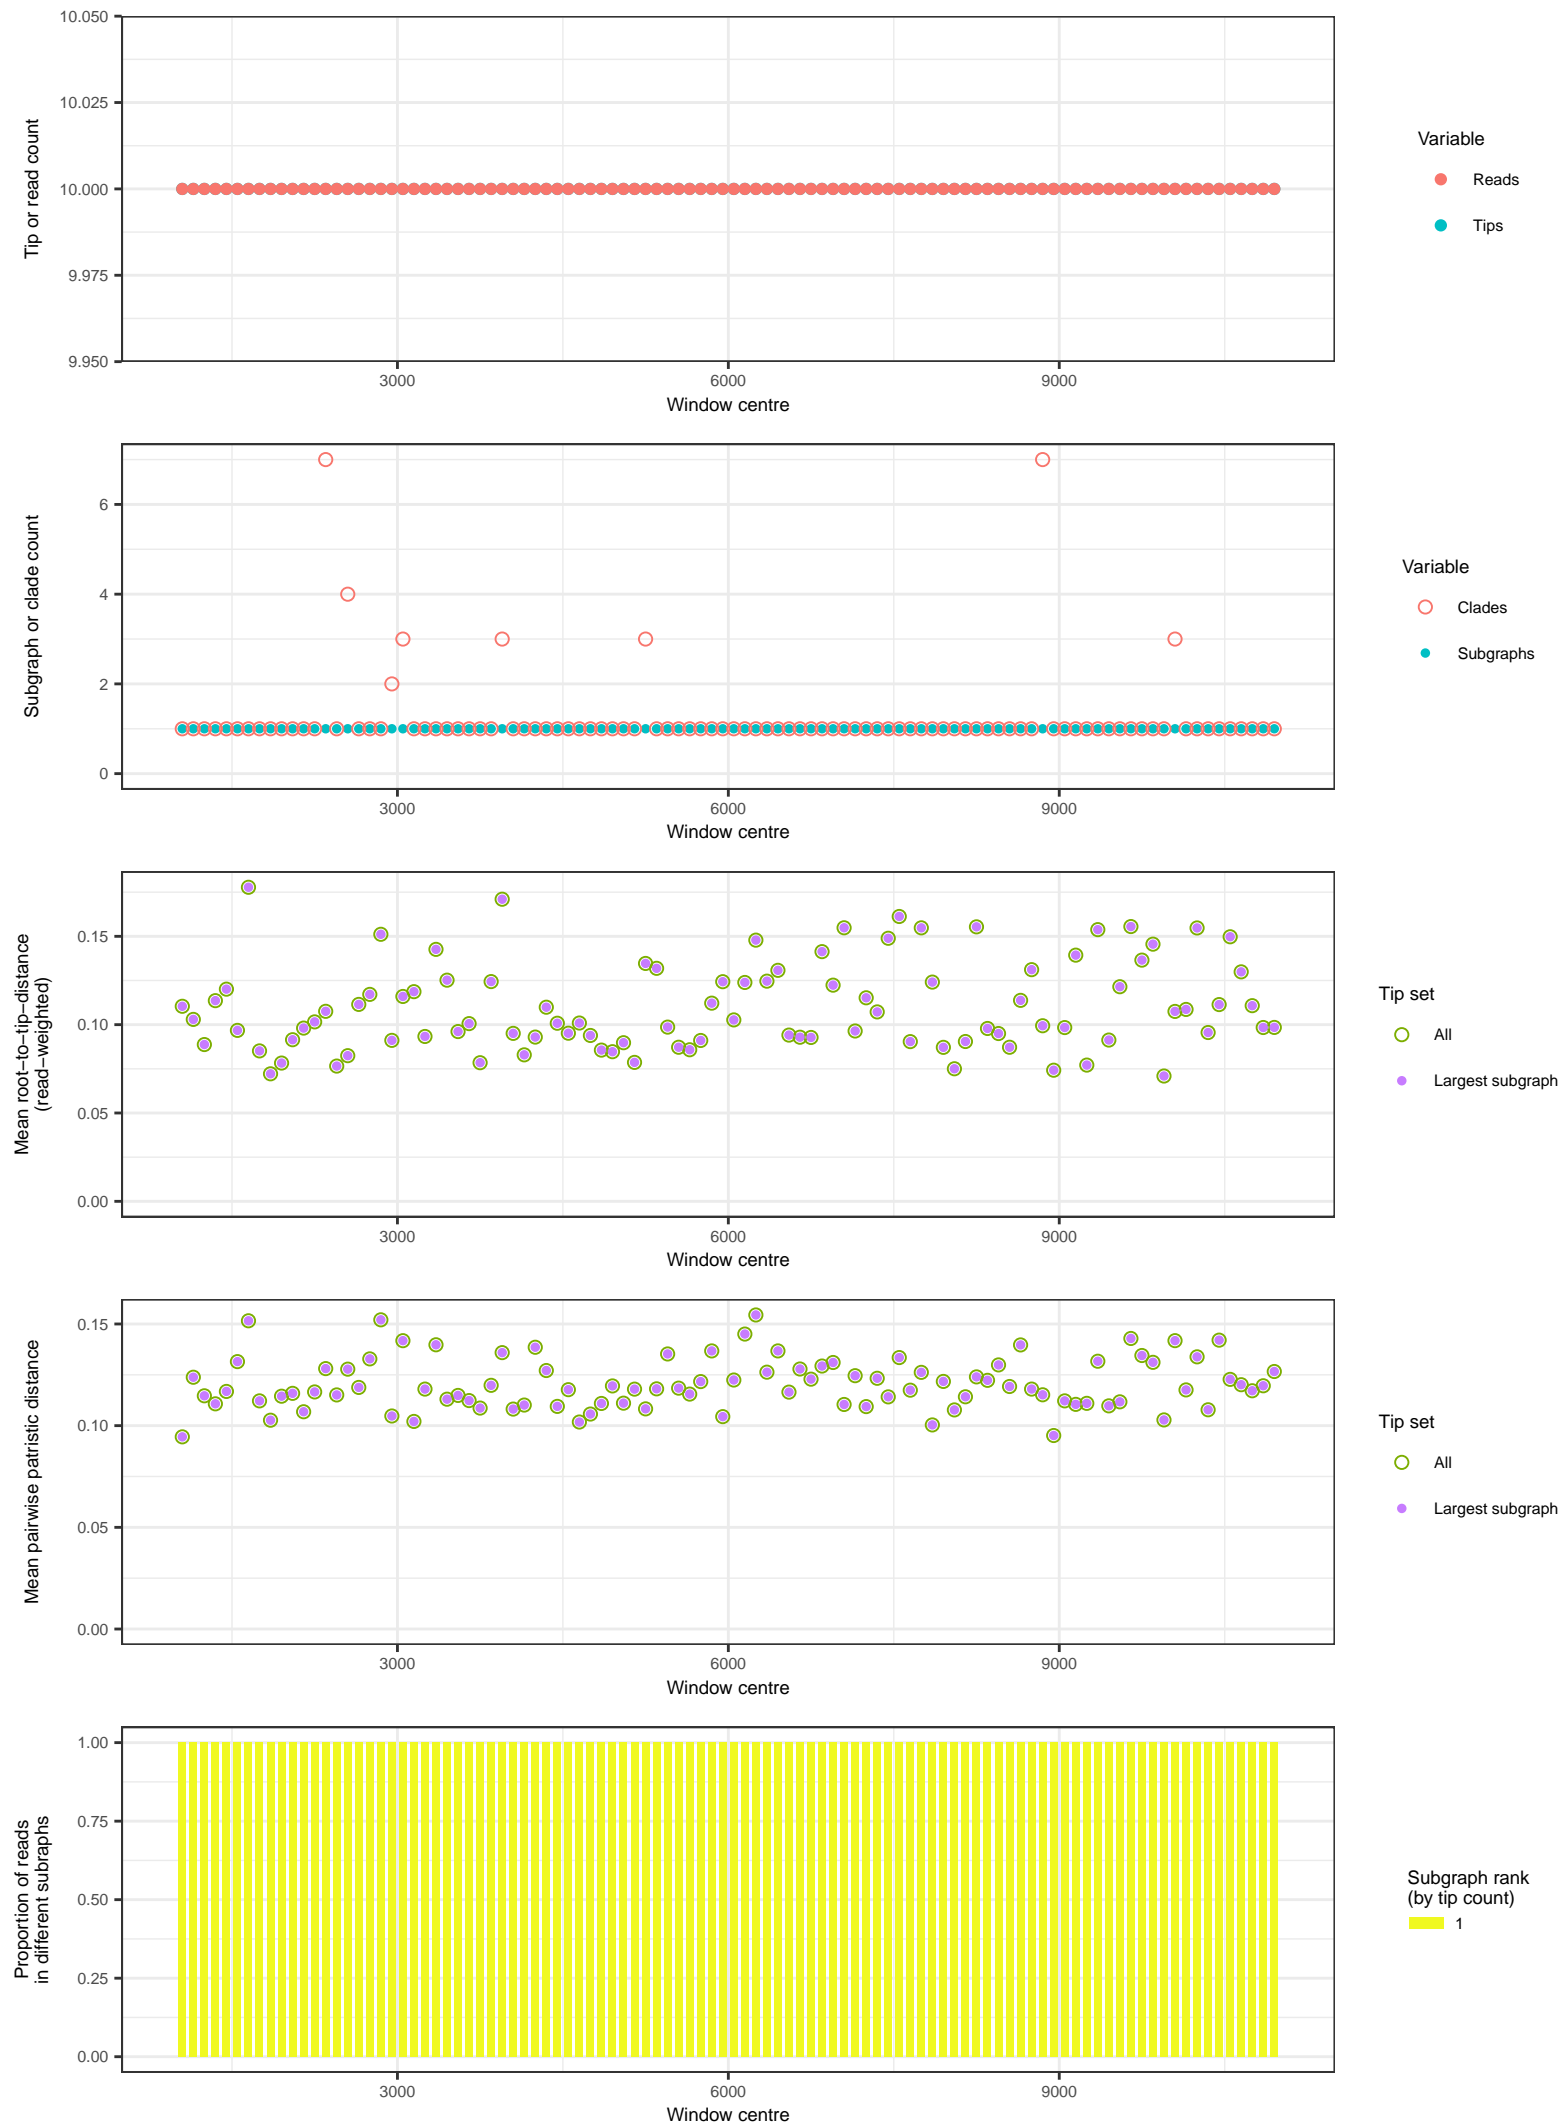 10.050
10.025
10.000
9.975
9.950
Tip or read count
3000
6000
9000
Window centre
Variable
Reads
Tips
6
4
2
0
Subgraph or clade count
3000
6000
9000
Window centre
Variable
Clades
Subgraphs
0.15
0.10
0.05
0.00
Mean root−to−tip−distance
(read−weighted)
3000
6000
9000
Window centre
Tip set
All
Largest subgraph
0.15
0.10
0.05
0.00
Mean pairwise patristic distance
3000
6000
9000
Window centre
Tip set
All
Largest subgraph
1.00
0.75
0.50
0.25
0.00
Proportion of reads
in different subraphs
3000
6000
9000
Window centre
Subgraph rank
(by tip count)
1